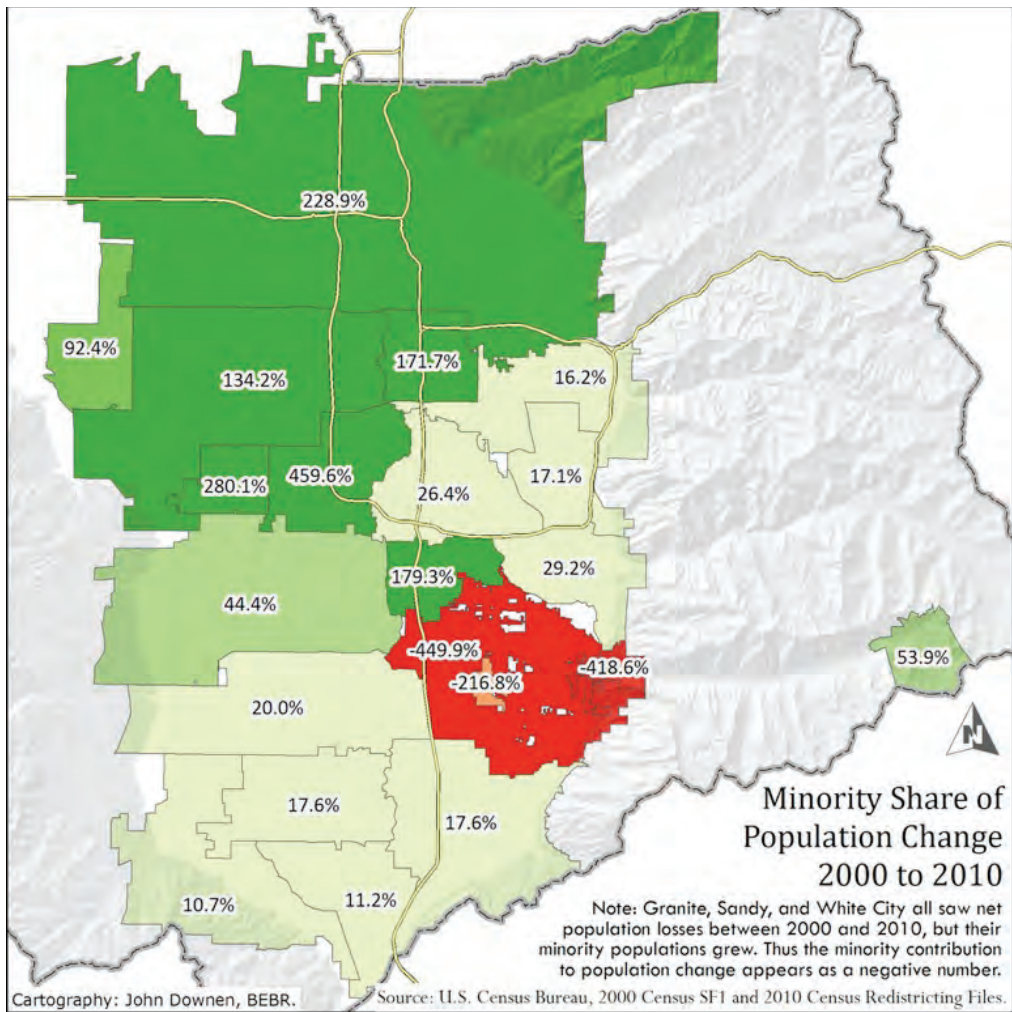 228.9%
92.4%
134.2%
171.7%
16.2%
280.1%
459.6%
26.4%
17.1%
179.3%
29.2%
44.4%
-449.9%
-418.6%
-216.8%
53.9%
20.0%
N
17.6%
17.6%
10.7%
11.2%
Minority Share of
Population Change
2000 to 2010
Note: Granite, Sandy, and White City all saw net
population losses between 2000 and 2010, but their
minority populations grew. Thus the minority contribution
to population change appears as a negative number.
Cartography: John Downen, BEBR.
Source: U.S. Census Bureau, 2000 Census SF1 and 2010 Census Redistricting Files.